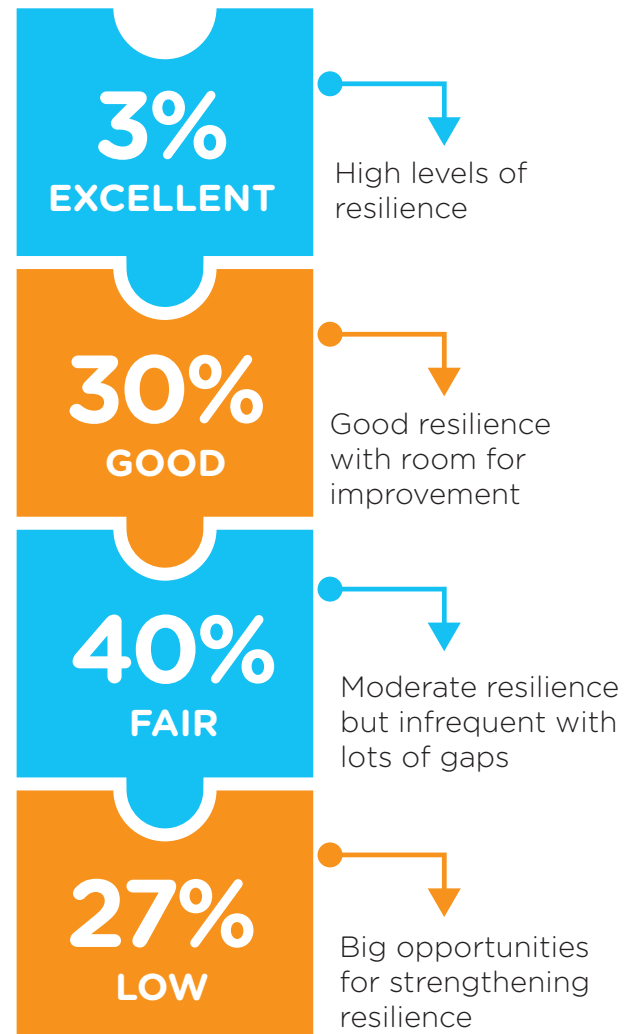 3%
EXCELLENT
High levels of
resilience
30%
GOOD
Good resilience
with room for
improvement
40%
FAIR
Moderate resilience
but infrequent with
lots of gaps
27%
LOW
Big opportunities
for strengthening
resilience